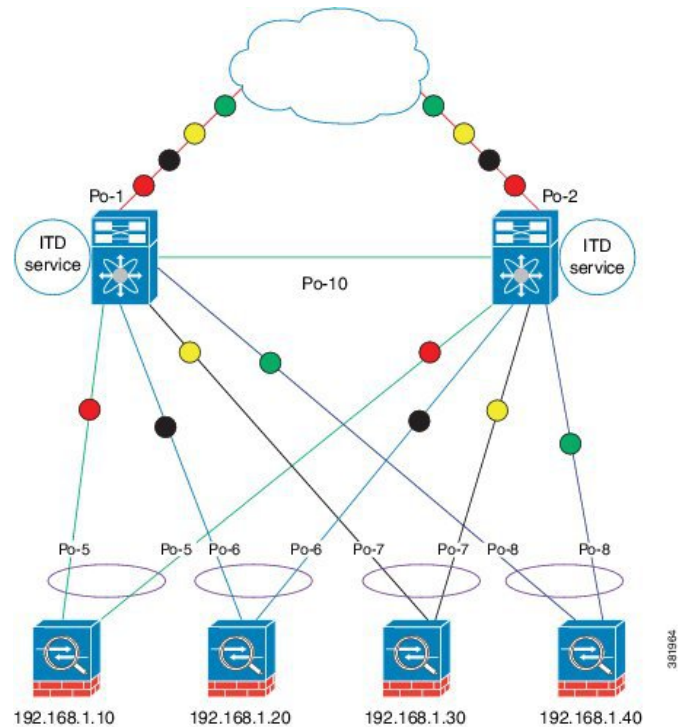 Po-1
Po-2
ITD
service
ITD
service
Po-10
Po-5
Po-5
Po-6
Po-6
Po-7
Po-7
Po-8
Po-8
192.168.1.10
192.168.1.20
192.168.1.30
192.168.1.40
381964